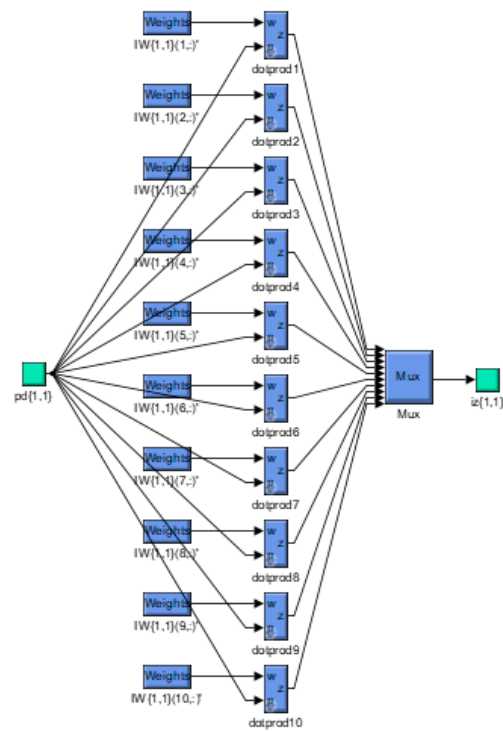 Weights
w
z
p
IW{1,1}(1,:)'
dotprod1
Weights
w
z
p
IW{1,1}(2,:)'
dotprod2
Weights
w
z
p
IW{1,1}(3,:)'
dotprod3
Weights
w
z
p
IW{1,1}(4,:)'
dotprod4
Weights
w
z
p
IW{1,1}(5,:)'
dotprod5
pd{1,1}
Mux
Mux
iz{1,1}
Weights
w
z
p
IW{1,1}(6,:)'
dotprod6
Weights
w
z
p
IW{1,1}(7,:)'
dotprod7
Weights
w
z
p
IW{1,1}(8,:)'
dotprod8
Weights
w
z
p
IW{1,1}(9,:)'
dotprod9
Weights
w
z
p
IW{1,1}(10,:)'
dotprod10